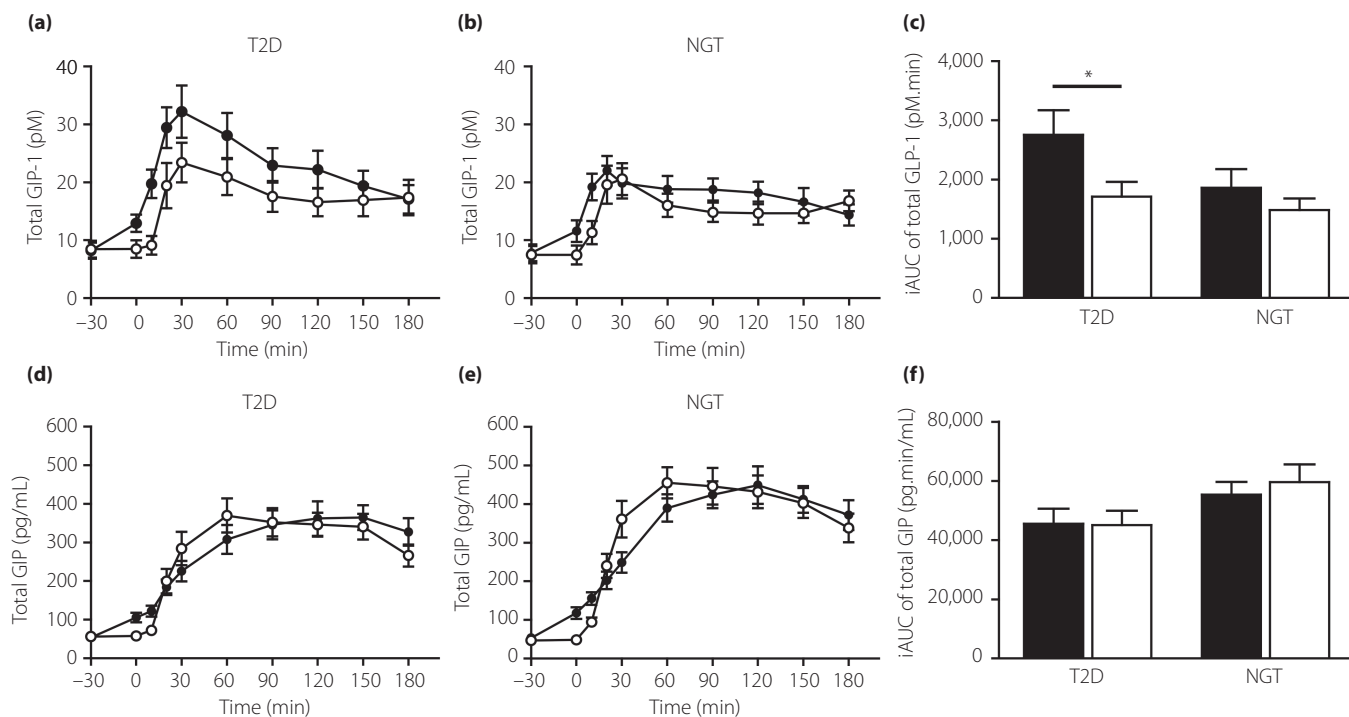 (a)
T2D
Total GIP-1 (pM)
40
30
20
10
0
–30 0 30 60 90 120 150 180
Time (min)
(b)
NGT
Total GIP-1 (pM)
40
30
20
10
0
–30 0 30 60 90 120 150 180
Time (min)
(c)
iAUC of total GLP-1 (pM.min)
4,000
3,000
2,000
1,000
0
*
T2D NGT
(d)
T2D
Total GIP (pg/mL)
600
500
400
300
200
100
0
–30 0 30 60 90 120 150 180
Time (min)
(e)
NGT
Total GIP (pg/mL)
600
500
400
300
200
100
0
–30 0 30 60 90 120 150 180
Time (min)
(f)
iAUC of total GIP (pg.min/mL)
80,000
60,000
40,000
20,000
0
T2D NGT